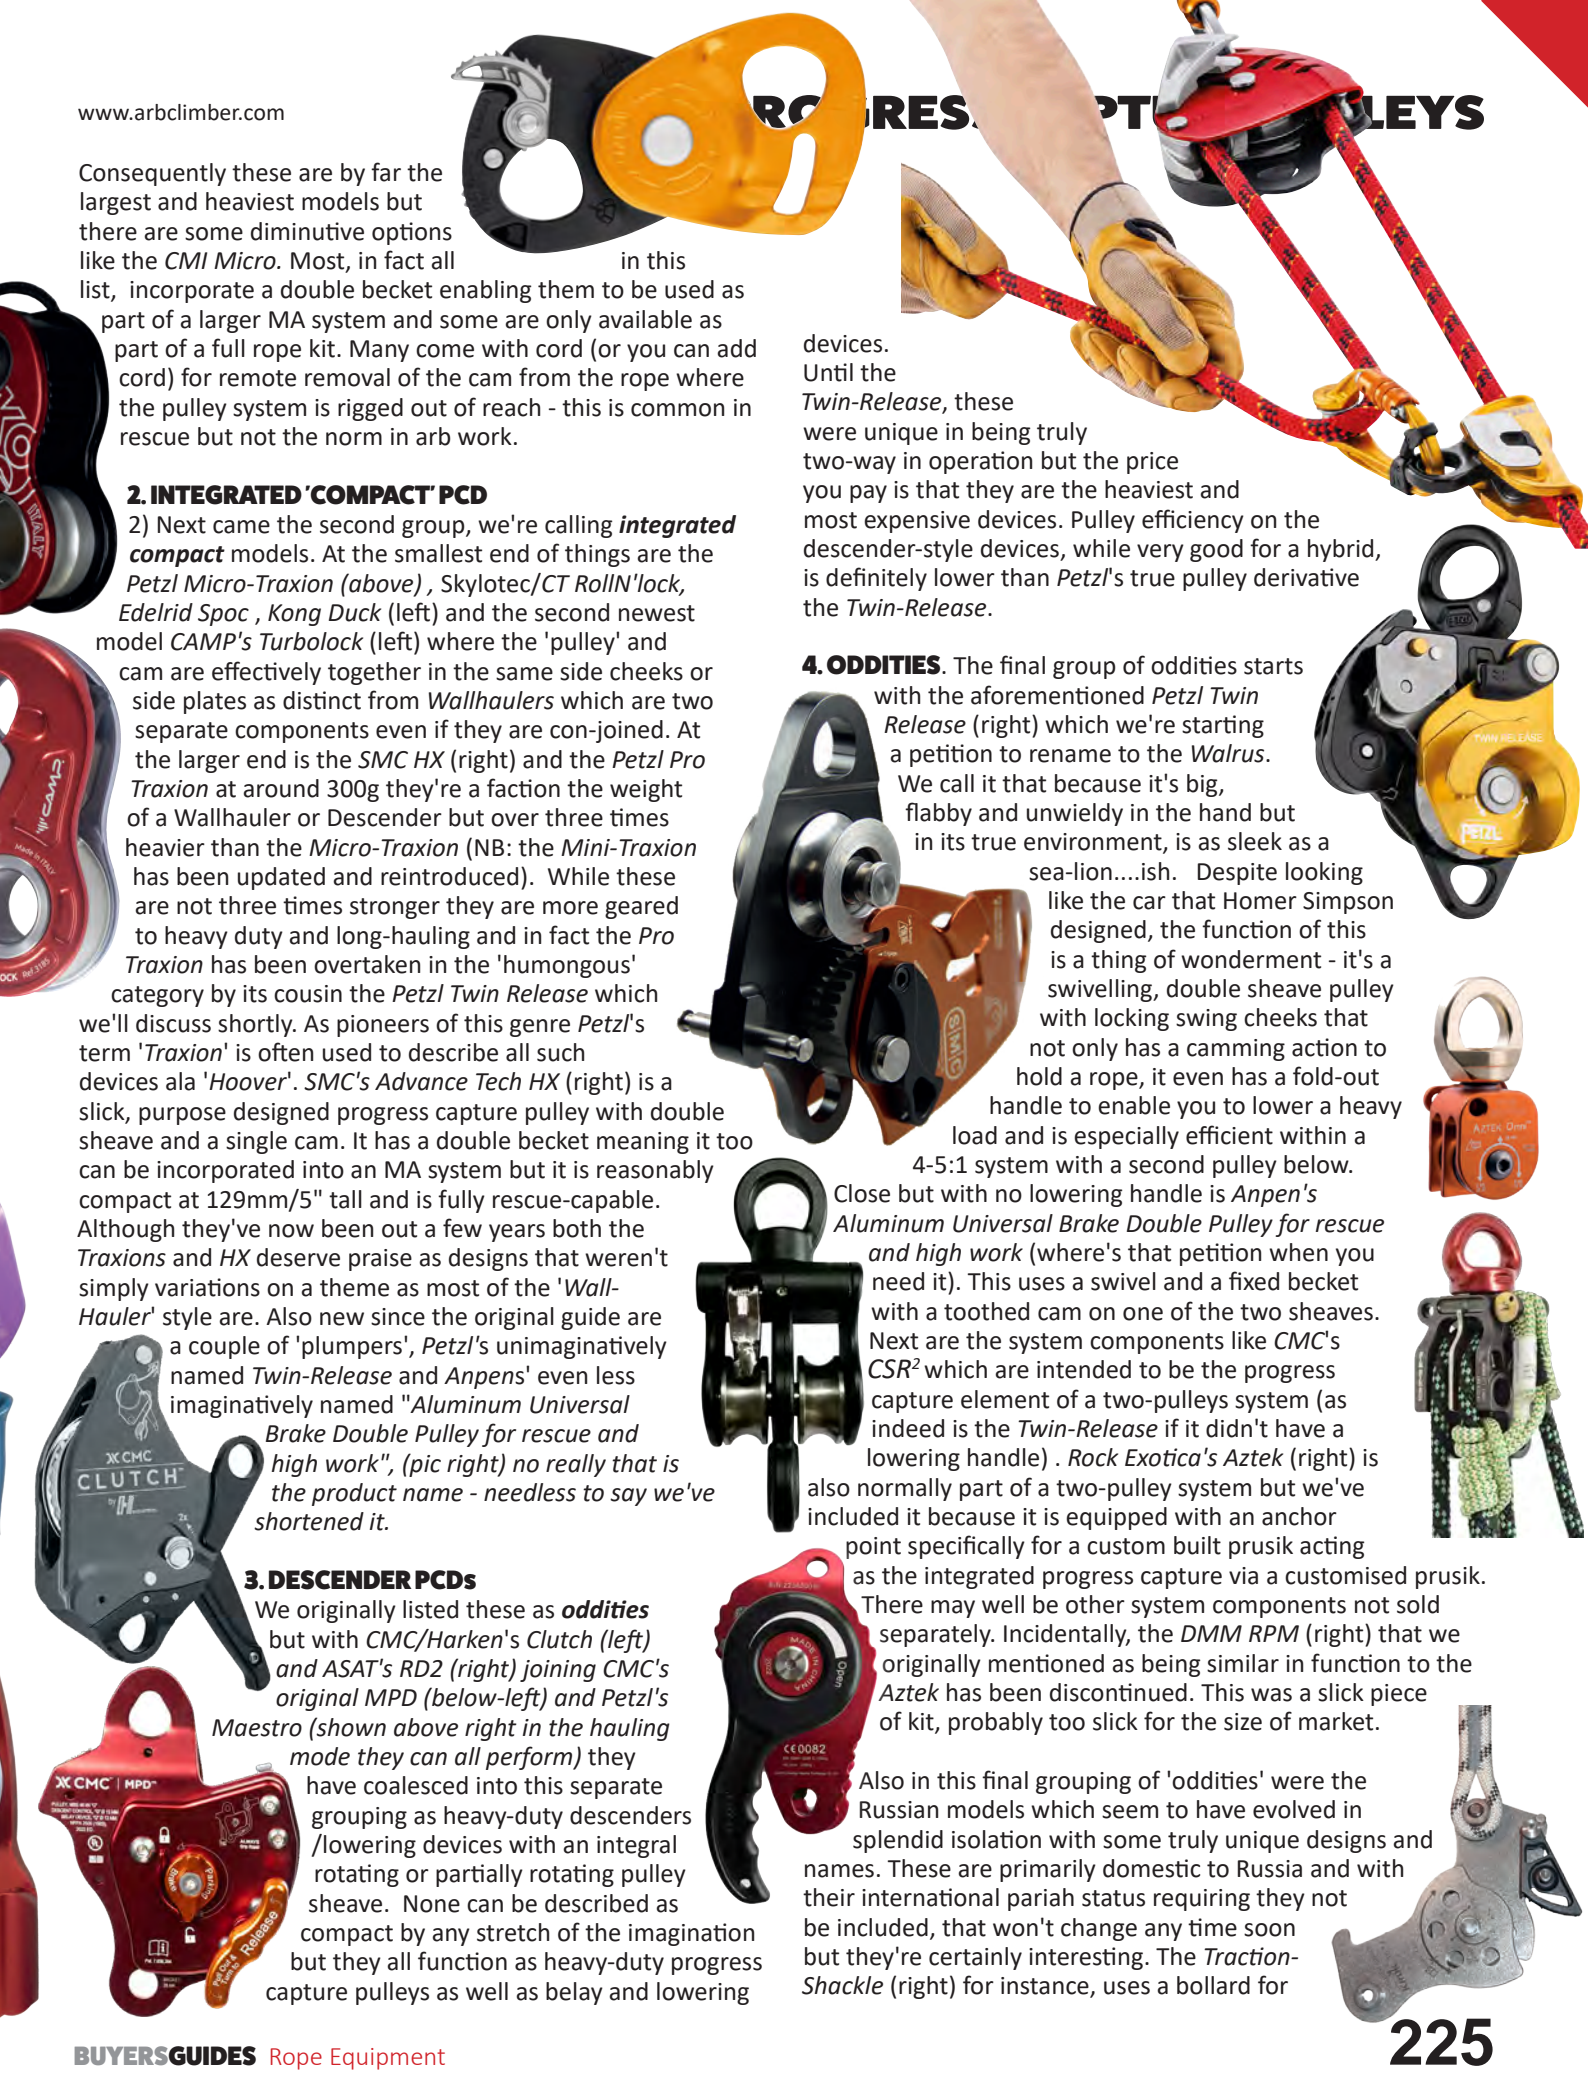 www.arbclimber.com
Consequently these are by far the
largest and heaviest models but
there are some diminutive options
like the CMI Micro. Most, in fact all in this
list, incorporate a double becket enabling them to be used as
part of a larger MA system and some are only available as
part of a full rope kit. Many come with cord (or you can add
cord) for remote removal of the cam from the rope where
the pulley system is rigged out of reach - this is common in
rescue but not the norm in arb work.
2. INTEGRATED 'COMPACT' PCD
2) Next came the second group, we're calling integrated
compact models. At the smallest end of things are the
Petzl Micro-Traxion (above) , Skylotec/CT RollN'lock,
Edelrid Spoc , Kong Duck (left) and the second newest
model CAMP's Turbolock (left) where the 'pulley' and
cam are effectively together in the same side cheeks or
side plates as distinct from Wallhaulers which are two
separate components even if they are con-joined. At
the larger end is the SMC HX (right) and the Petzl Pro
Traxion at around 300g they're a faction the weight
of a Wallhauler or Descender but over three times
heavier than the Micro-Traxion (NB: the Mini-Traxion
has been updated and reintroduced). While these
are not three times stronger they are more geared
to heavy duty and long-hauling and in fact the Pro
Traxion has been overtaken in the 'humongous'
category by its cousin the Petzl Twin Release which
we'll discuss shortly. As pioneers of this genre Petzl's
term 'Traxion' is often used to describe all such
devices ala 'Hoover'. SMC's Advance Tech HX (right) is a
slick, purpose designed progress capture pulley with double
sheave and a single cam. It has a double becket meaning it too
can be incorporated into an MA system but it is reasonably
compact at 129mm/5" tall and is fully rescue-capable.
Although they've now been out a few years both the
Traxions and HX deserve praise as designs that weren't
simply variations on a theme as most of the 'Wall-
Hauler' style are. Also new since the original guide are
a couple of 'plumpers', Petzl's unimaginatively
named Twin-Release and Anpens' even less
imaginatively named "Aluminum Universal
Brake Double Pulley for rescue and
high work", (pic right) no really that is
the product name - needless to say we've
shortened it.
3. DESCENDER PCDs
We originally listed these as oddities
but with CMC/Harken's Clutch (left)
and ASAT's RD2 (right) joining CMC's
original MPD (below-left) and Petzl's
Maestro (shown above right in the hauling
mode they can all perform) they
have coalesced into this separate
grouping as heavy-duty descenders
/lowering devices with an integral
rotating or partially rotating pulley
sheave. None can be described as
compact by any stretch of the imagination
but they all function as heavy-duty progress
capture pulleys as well as belay and lowering
devices.
Until the
Twin-Release, these
were unique in being truly
two-way in operation but the price
you pay is that they are the heaviest and
most expensive devices. Pulley efficiency on the
descender-style devices, while very good for a hybrid,
is definitely lower than Petzl's true pulley derivative
the Twin-Release.
4. ODDITIES. The final group of oddities starts
with the aforementioned Petzl Twin
Release (right) which we're starting
a petition to rename to the Walrus.
We call it that because it's big,
flabby and unwieldy in the hand but
in its true environment, is as sleek as a
sea-lion....ish. Despite looking
like the car that Homer Simpson
designed, the function of this
is a thing of wonderment - it's a
swivelling, double sheave pulley
with locking swing cheeks that
not only has a camming action to
hold a rope, it even has a fold-out
handle to enable you to lower a heavy
load and is especially efficient within a
4-5:1 system with a second pulley below.
Close but with no lowering handle is Anpen's
Aluminum Universal Brake Double Pulley for rescue
and high work (where's that petition when you
need it). This uses a swivel and a fixed becket
with a toothed cam on one of the two sheaves.
Next are the system components like CMC's
CSR² which are intended to be the progress
capture element of a two-pulleys system (as
indeed is the Twin-Release if it didn't have a
lowering handle) . Rock Exotica's Aztek (right) is
also normally part of a two-pulley system but we've
included it because it is equipped with an anchor
point specifically for a custom built prusik acting
as the integrated progress capture via a customised prusik.
There may well be other system components not sold
separately. Incidentally, the DMM RPM (right) that we
originally mentioned as being similar in function to the
Aztek has been discontinued. This was a slick piece
of kit, probably too slick for the size of market.
Also in this final grouping of 'oddities' were the
Russian models which seem to have evolved in
splendid isolation with some truly unique designs and
names. These are primarily domestic to Russia and with
their international pariah status requiring they not
be included, that won't change any time soon
but they're certainly interesting. The Traction-
Shackle (right) for instance, uses a bollard for
ITALY
CAMP
Made in ITALY
OCK Ref.3185
CMC
CLUTCH
by H
2x
CMC | MPD
ALWAYS
Brake
Parking
Pull Out &
Turn to
Release
TWIN RELEASE
PETZL
SMC
AZTEK Omni
MADE IN CHINA
Open
CE0082
BUYERSGUIDES Rope Equipment
225